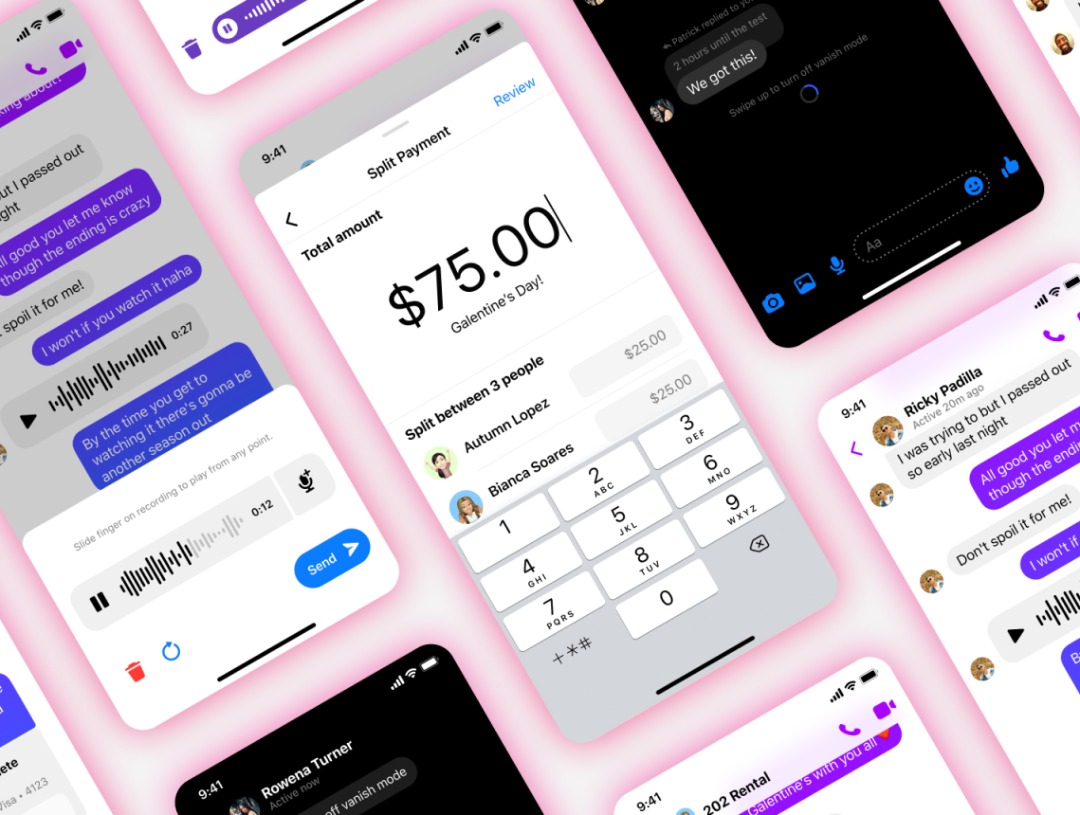 king about!
but I passed out
ght
All good you let me know
though the ending is crazy
spoil it for me!
I won't if you watch it haha
0:27
By the time you get to
watching it there's gonna be
another season out
Slide finger on recording to play from any point.
0:12
Send
ete
Visa • 4123
9:41
Review
Split Payment
Total amount
$75.00
Galentine's Day!
Split between 3 people
Autumn Lopez
$25.00
Bianca Soares
$25.00
1
2
ABC
3
DEF
4
GHI
5
JKL
6
MNO
7
PQRS
8
TUV
9
WXYZ
+*#
0
Patrick replied to you
2 hours until the test
We got this!
Swipe up to turn off vanish mode
Aa
9:41
Rowena Turner
Active now
off vanish mode
9:41
202 Rental
Galentine's with you all
9:41
Ricky Padilla
Active 20m ago
I was trying to but I passed out
so early last night
All good you let me
though the ending
Don't spoil it for me!
I won't if